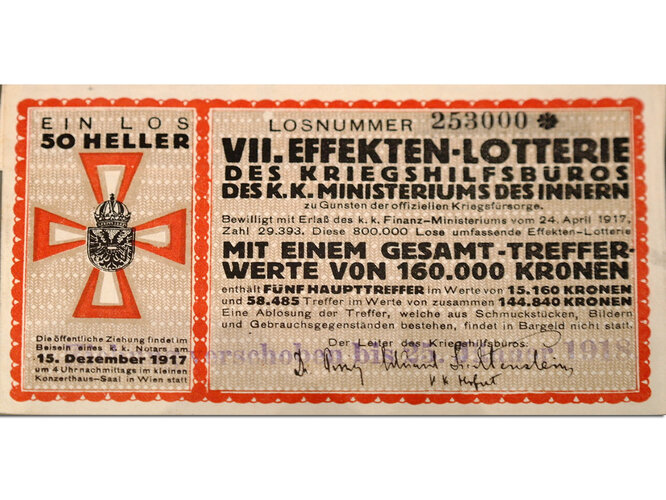 EIN LOS
50 HELLER
Die öffentliche Ziehung findet im
Beisein eines k.k. Notars am
15. Dezember 1917
um 4 Uhr nachmittags im kleinen
Konzerthaus-Saal in Wien statt
LOSNUMMER 253000 *
VII. EFFEKTEN-LOTTERIE
DES KRIEGSHILFSBÜROS
DES K.K. MINISTERIUMS DES INNERN
zu Gunsten der offiziellen Kriegsfürsorge.
Bewilligt mit Erlaß des k.k. Finanz-Ministeriums vom 24. April 1917,
Zahl 29.393. Diese 800.000 Lose umfassende Effekten-Lotterie
MIT EINEM GESAMT-TREFFER-
WERTE VON 160.000 KRONEN
enthält FÜNF HAUPTTREFFER im Werte von 15.160 KRONEN
und 58.485 Treffer im Werte von zusammen 144.840 KRONEN
Eine Ablösung der Treffer, welche aus Schmuckstücken, Bildern
und Gebrauchsgegenständen bestehen, findet in Bargeld nicht statt.
Der Leiter des Kriegshilfsbüros: